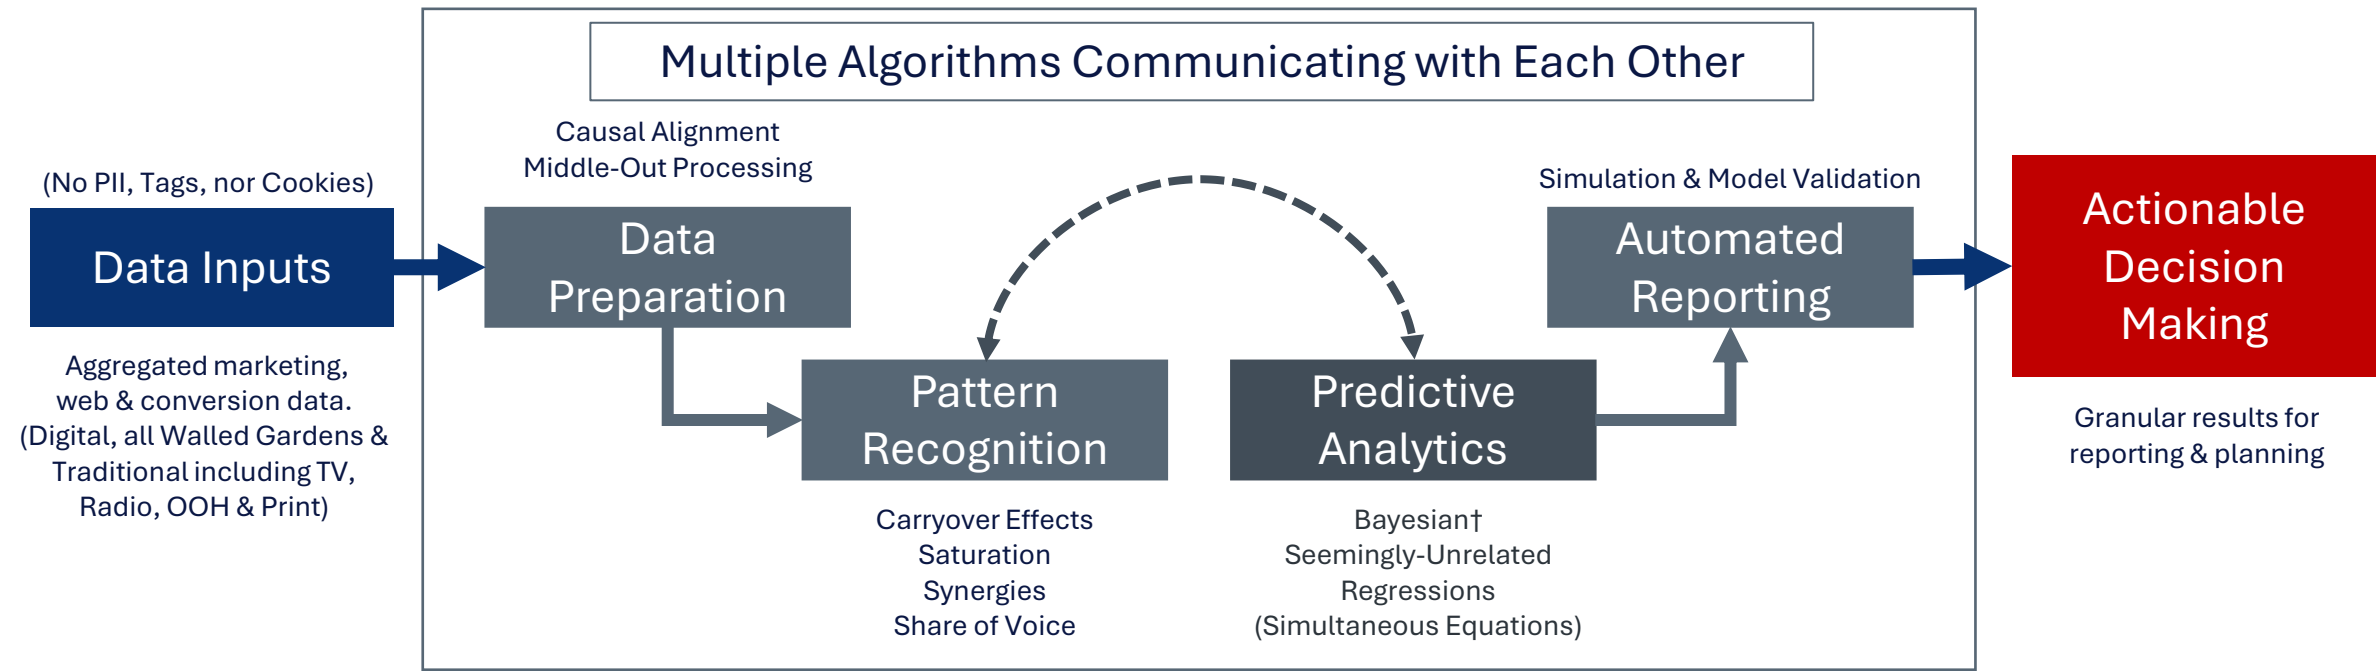 Multiple Algorithms Communicating with Each Other
(No PII, Tags, nor Cookies)
Data Inputs
Aggregated marketing,
web & conversion data.
(Digital, all Walled Gardens &
Traditional including TV,
Radio, OOH & Print)
Causal Alignment
Middle-Out Processing
Data
Preparation
Pattern
Recognition
Carryover Effects
Saturation
Synergies
Share of Voice
Predictive
Analytics
Bayesian†
Seemingly-Unrelated
Regressions
(Simultaneous Equations)
Simulation & Model Validation
Automated
Reporting
Actionable
Decision
Making
Granular results for
reporting & planning